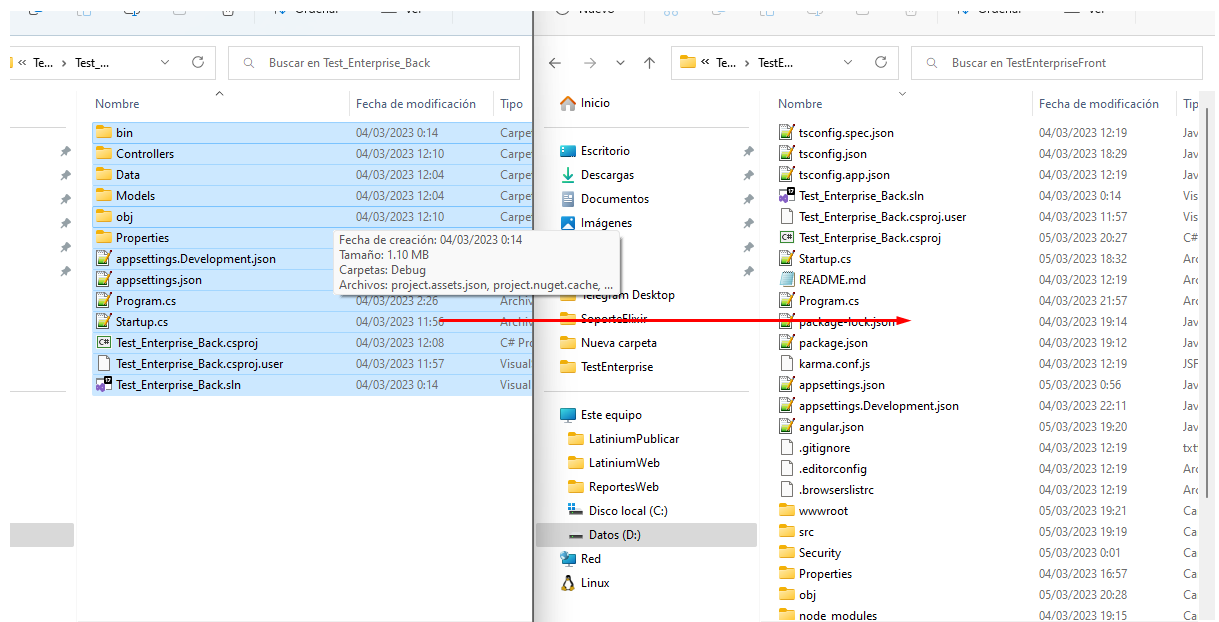 Ordenar
Ver
Nuevo
Ordenar
Ver
« Te... › Test_...
Buscar en Test_Enterprise_Back
Nombre
Fecha de modificación
Tipo
bin 04/03/2023 0:14 Carpe
Controllers 04/03/2023 12:10 Carpe
Data 04/03/2023 12:04 Carpe
Models 04/03/2023 12:04 Carpe
obj 04/03/2023 12:10 Carpe
Properties
appsettings.Development.json
appsettings.json
Program.cs 04/03/2023 2:26 Archiv
Startup.cs 04/03/2023 11:56 Archiv
Test_Enterprise_Back.csproj 04/03/2023 12:08 C# Pro
Test_Enterprise_Back.csproj.user 04/03/2023 11:57 Visual
Test_Enterprise_Back.sln 04/03/2023 0:14 Visual
Fecha de creación: 04/03/2023 0:14
Tamaño: 1.10 MB
Carpetas: Debug
Archivos: project.assets.json, project.nuget.cache, ...
« Te... › TestE...
Buscar en TestEnterpriseFront
Inicio
Escritorio
Descargas
Documentos
Imágenes
Telegram Desktop
SoporteElixir
Nueva carpeta
TestEnterprise
Este equipo
LatiniumPublicar
LatiniumWeb
ReportesWeb
Disco local (C:)
Datos (D:)
Red
Linux
Nombre
Fecha de modificación
Tip
tsconfig.spec.json 04/03/2023 12:19 Jav
tsconfig.json 04/03/2023 18:29 Jav
tsconfig.app.json 04/03/2023 12:19 Jav
Test_Enterprise_Back.sln 04/03/2023 0:14 Vis
Test_Enterprise_Back.csproj.user 04/03/2023 11:57 Vis
Test_Enterprise_Back.csproj 05/03/2023 20:27 C#
Startup.cs 05/03/2023 18:32 Arc
README.md 04/03/2023 12:19 Arc
Program.cs 04/03/2023 21:57 Arc
package-lock.json 04/03/2023 19:14 Jav
package.json 04/03/2023 19:12 Jav
karma.conf.js 04/03/2023 12:19 JSF
appsettings.json 05/03/2023 0:56 Jav
appsettings.Development.json 04/03/2023 22:11 Jav
angular.json 05/03/2023 19:20 Jav
.gitignore 04/03/2023 12:19 txt
.editorconfig 04/03/2023 12:19 Arc
.browserslistrc 04/03/2023 12:19 Arc
wwwroot 05/03/2023 19:21 Ca
src 05/03/2023 19:19 Ca
Security 05/03/2023 0:01 Ca
Properties 04/03/2023 16:57 Ca
obj 05/03/2023 20:28 Ca
node_modules 04/03/2023 19:15 Ca